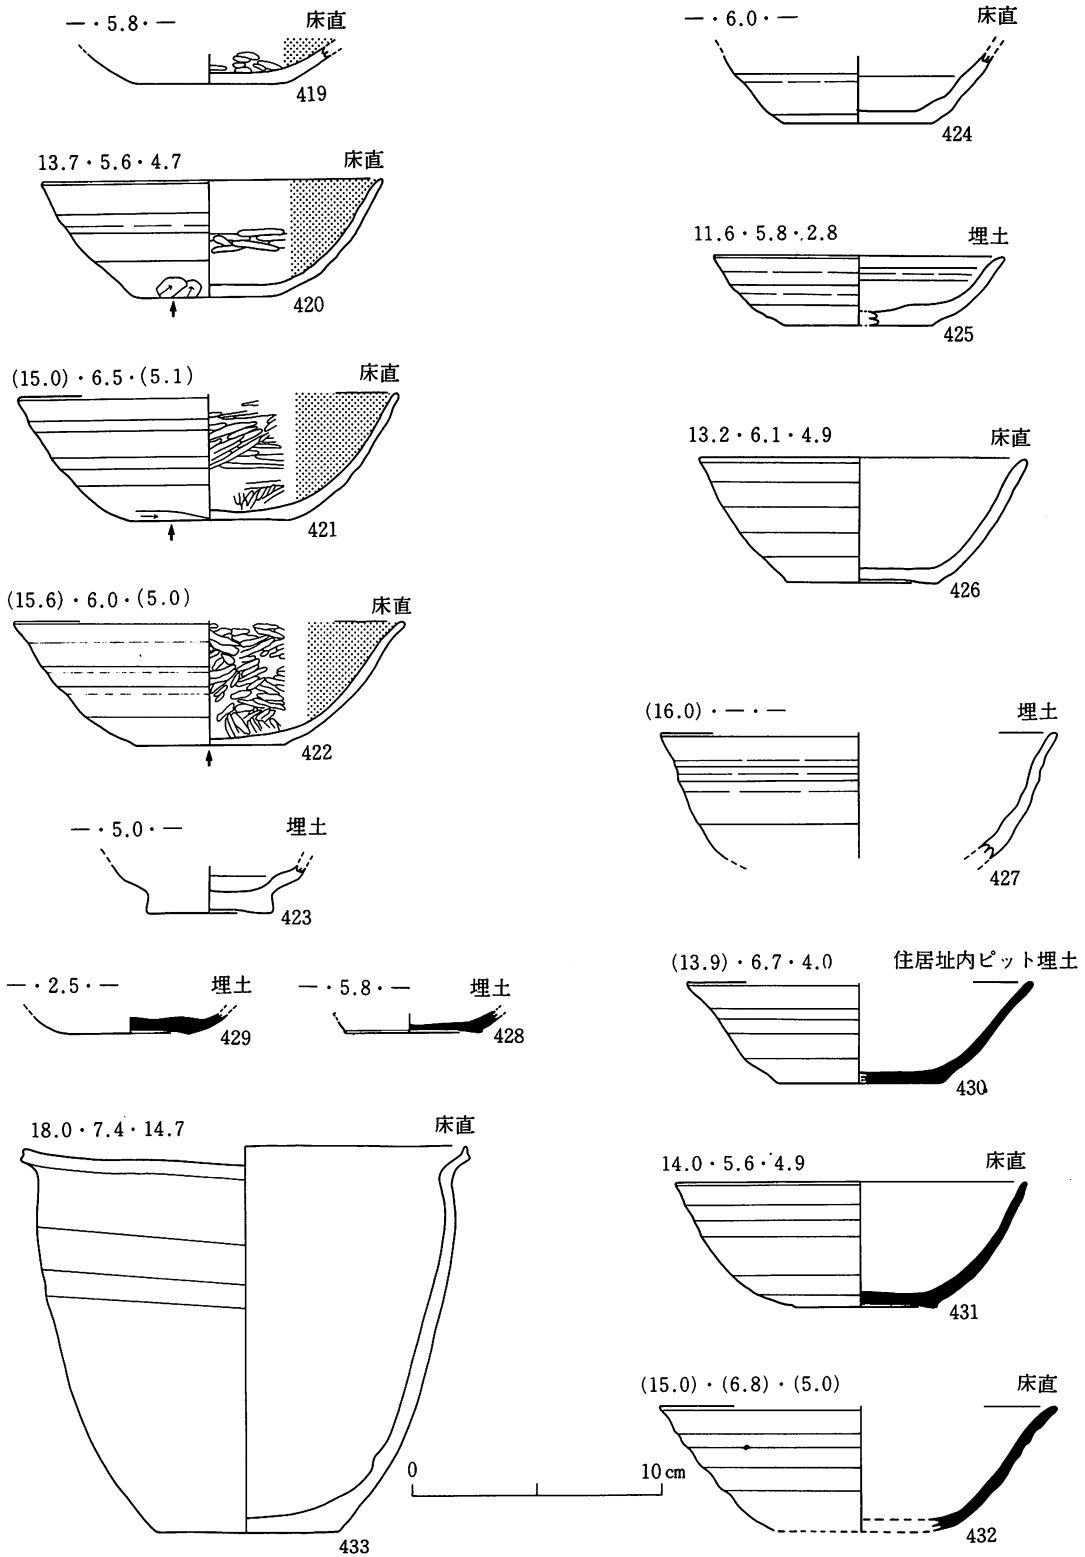 —・5.8・— 床直
419
13.7・5.6・4.7 床直
420
(15.0)・6.5・(5.1) 床直
421
(15.6)・6.0・(5.0) 床直
422
—・5.0・— 埋土
423
—・2.5・— 埋土
429
—・5.8・— 埋土
428
18.0・7.4・14.7 床直
433
0 10cm
—・6.0・— 床直
424
11.6・5.8・2.8 埋土
425
13.2・6.1・4.9 床直
426
(16.0)・—・— 埋土
427
(13.9)・6.7・4.0 住居址内ピット埋土
430
14.0・5.6・4.9 床直
431
(15.0)・(6.8)・(5.0) 床直
432